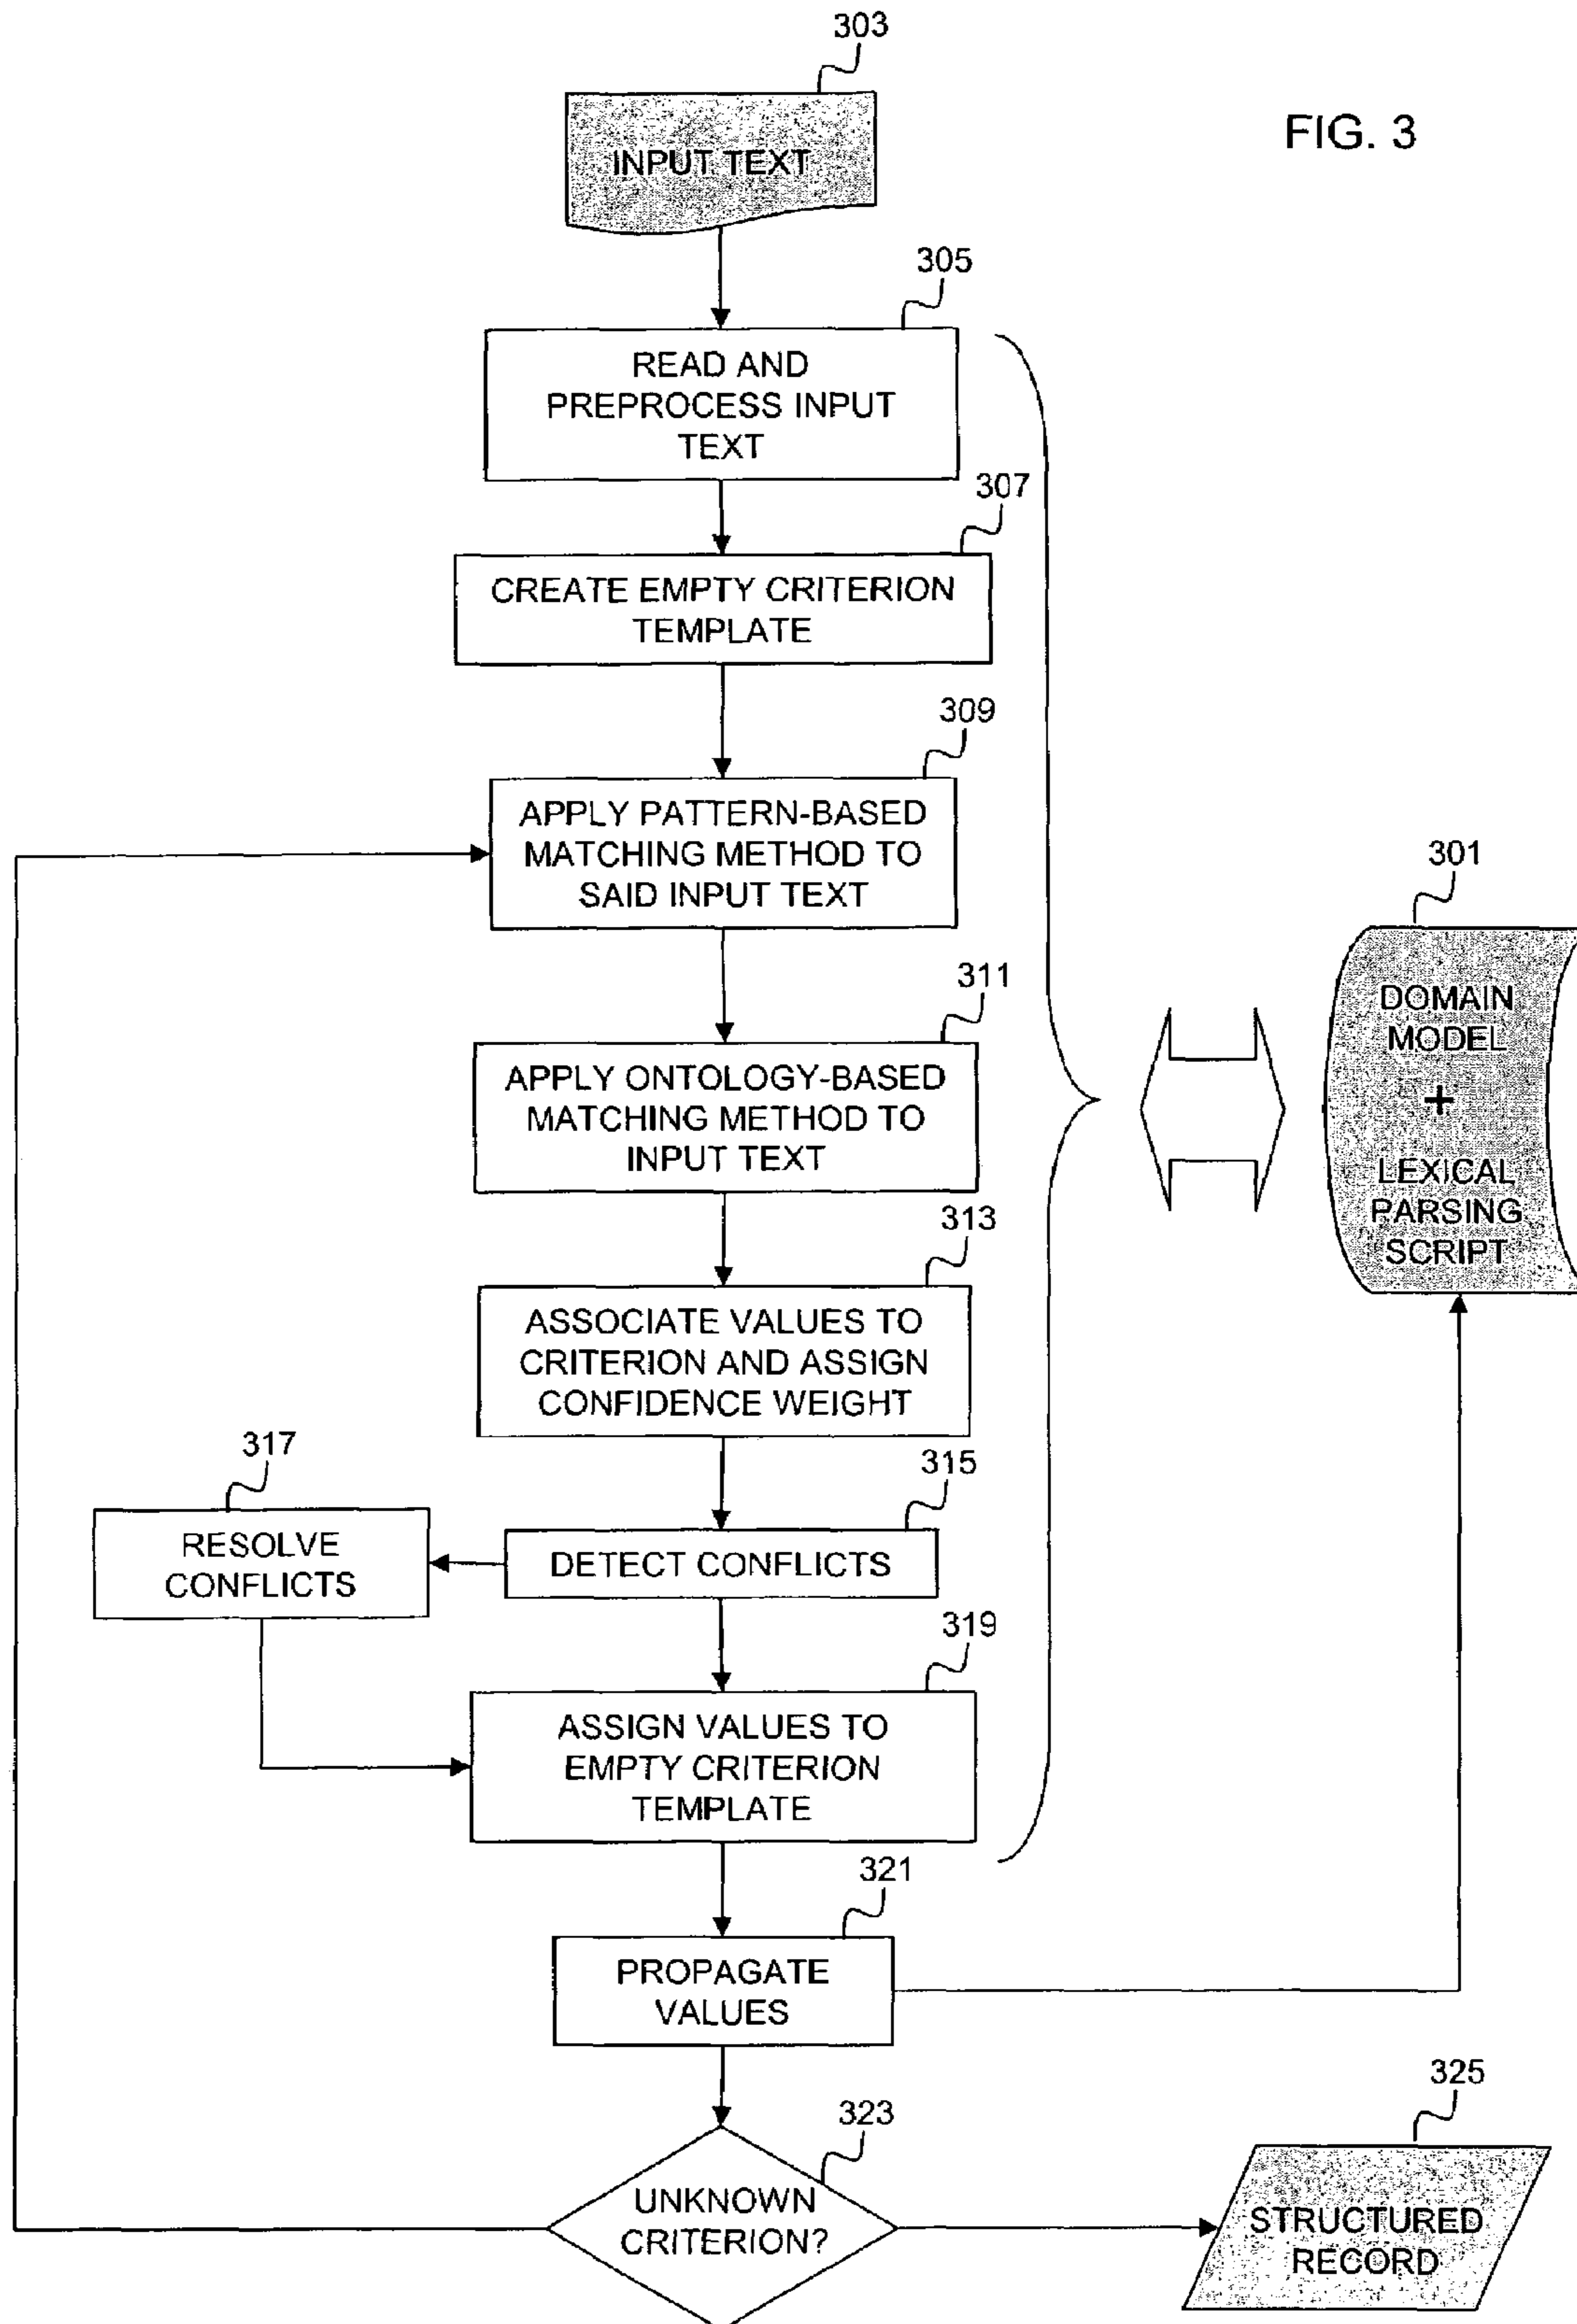 303
FIG. 3
INPUT TEXT
305
READ AND
PREPROCESS INPUT
TEXT
307
CREATE EMPTY CRITERION
TEMPLATE
309
APPLY PATTERN-BASED
MATCHING METHOD TO
SAID INPUT TEXT
301
DOMAIN
MODEL
+
LEXICAL
PARSING
SCRIPT
311
APPLY ONTOLOGY-BASED
MATCHING METHOD TO
INPUT TEXT
313
ASSOCIATE VALUES TO
CRITERION AND ASSIGN
CONFIDENCE WEIGHT
317
RESOLVE
CONFLICTS
315
DETECT CONFLICTS
319
ASSIGN VALUES TO
EMPTY CRITERION
TEMPLATE
321
PROPAGATE
VALUES
323
UNKNOWN
CRITERION?
325
STRUCTURED
RECORD